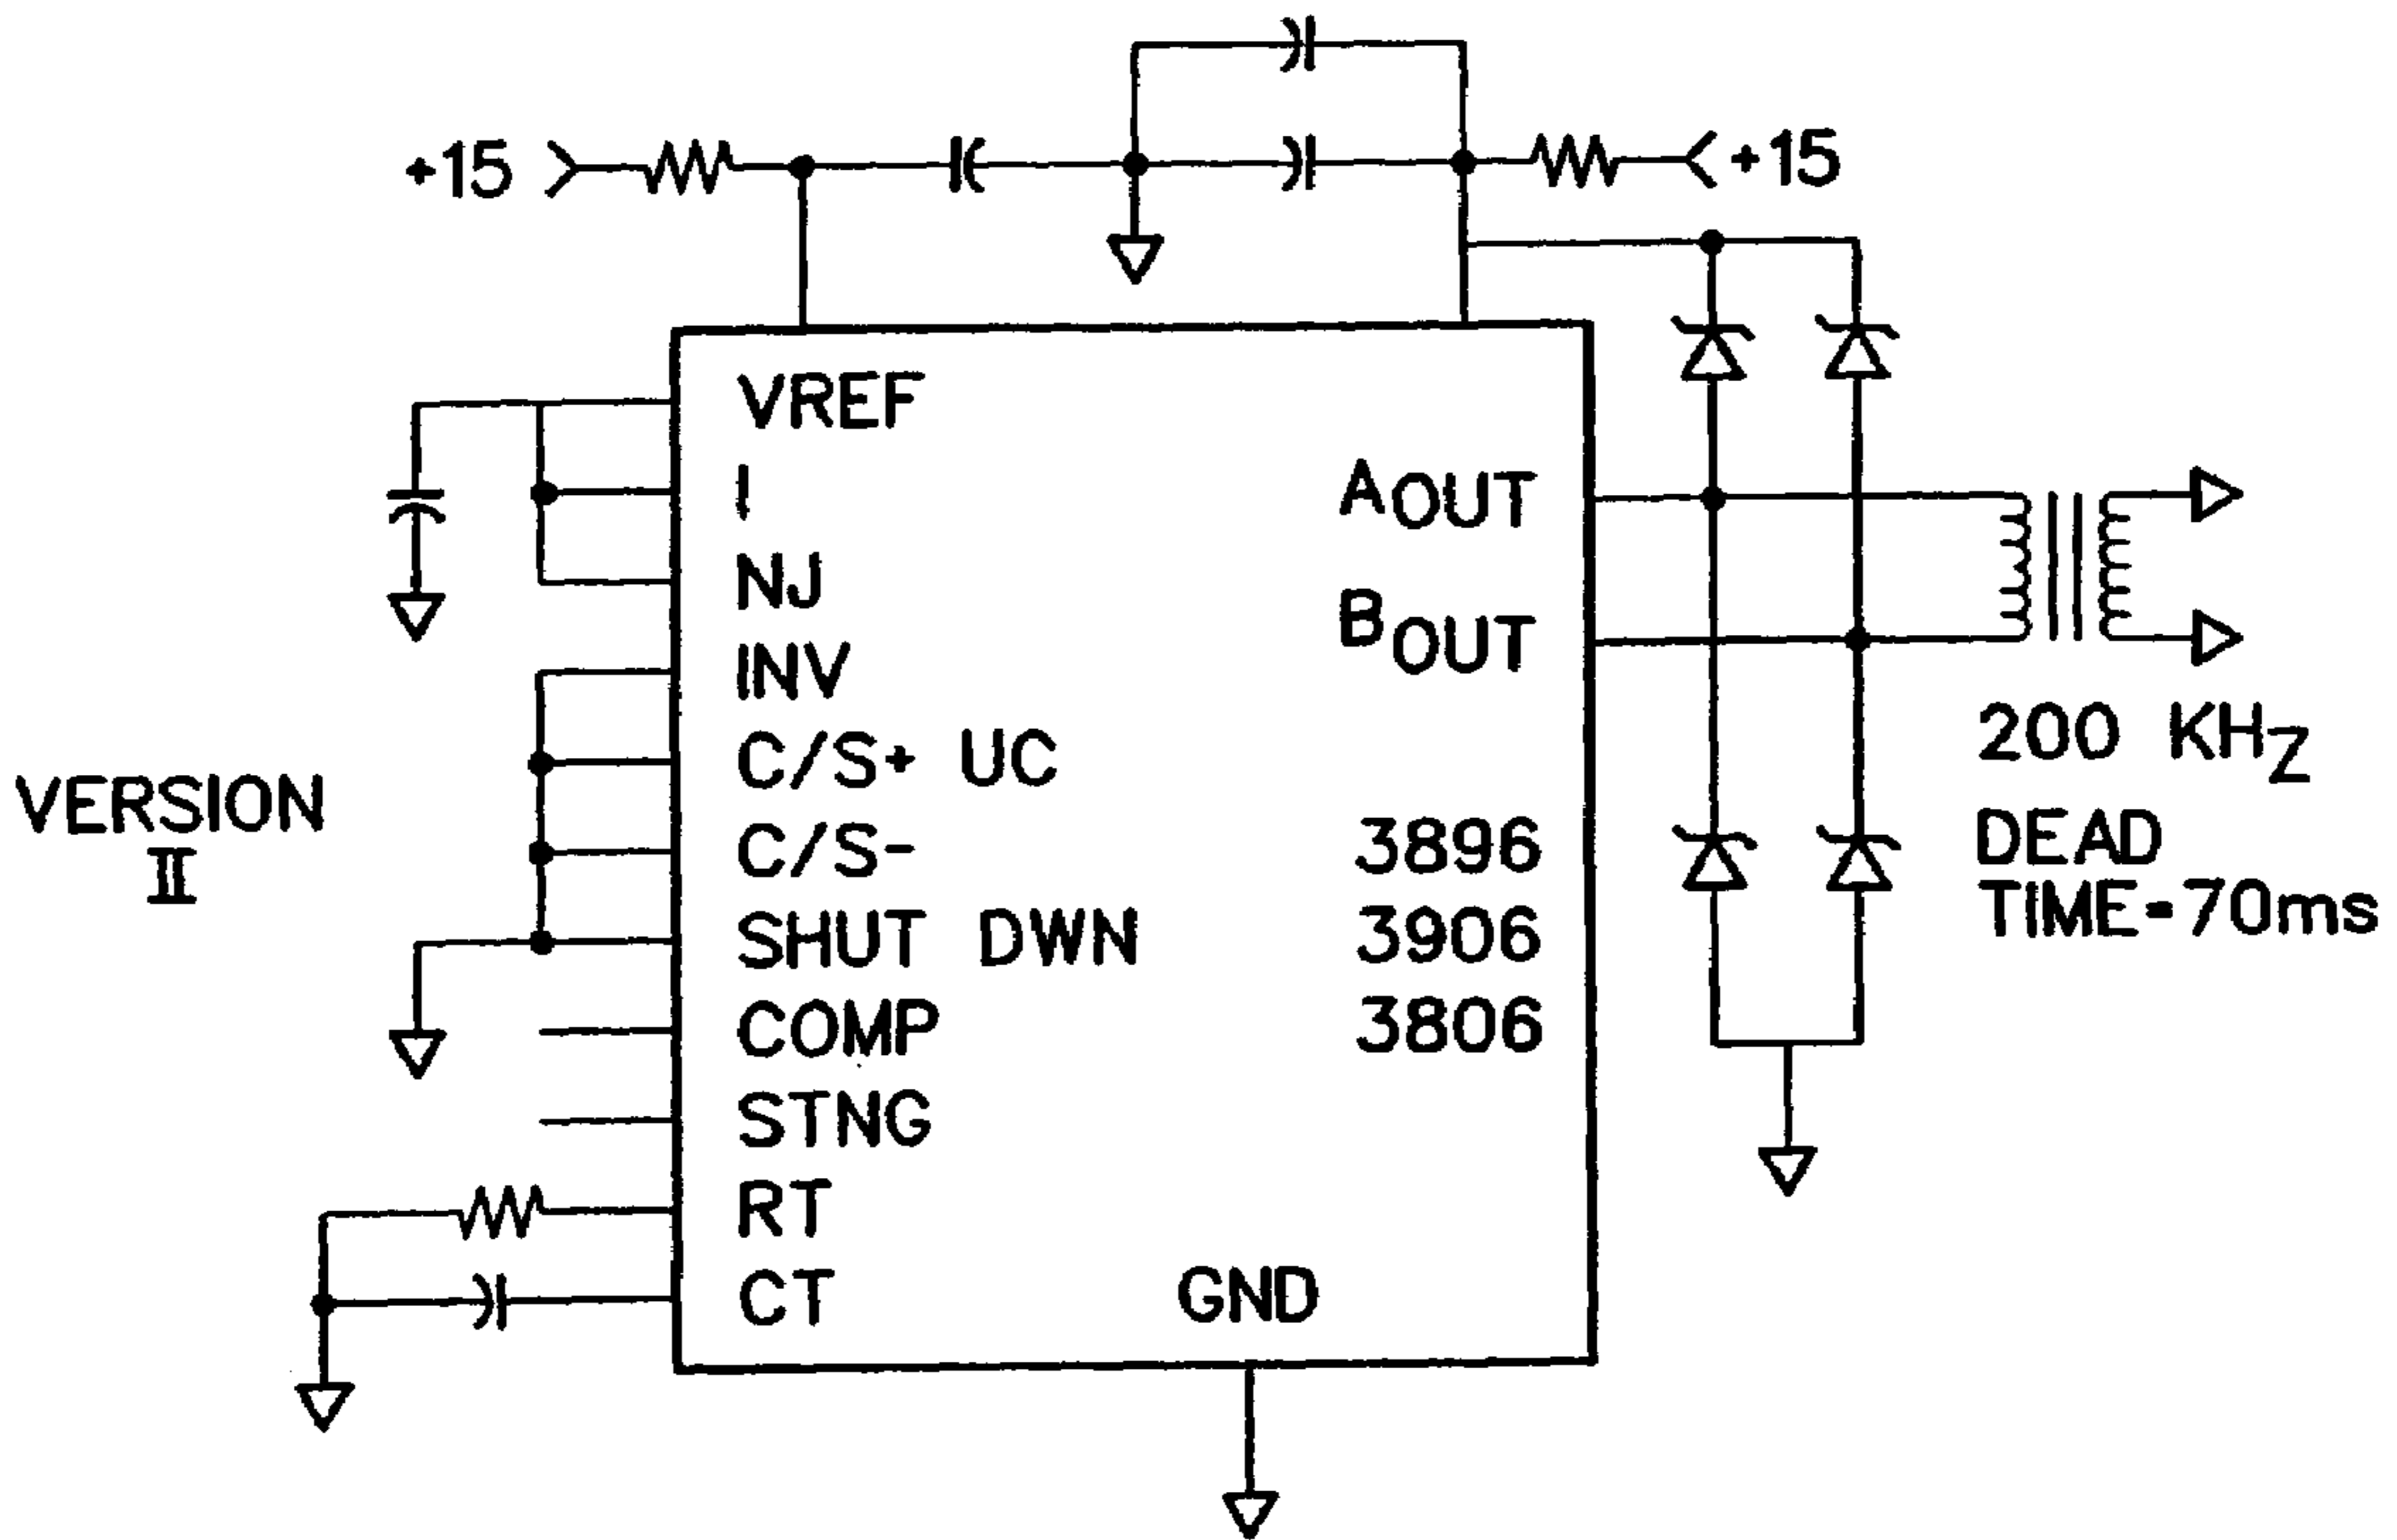 +15
+15
VREF
I
NJ
INV
C/S+ UC
C/S-
SHUT DWN
COMP
STNG
RT
CT
GND
AOUT
BOUT
3896
3906
3806
200 KHZ
DEAD
TIME-70ms
VERSION
II